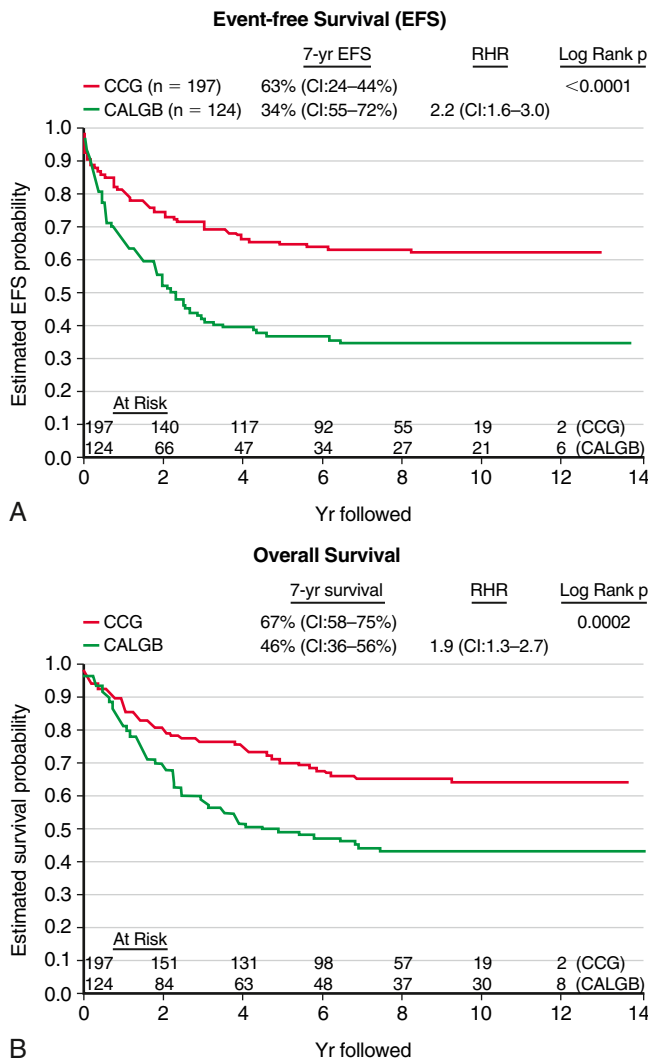 Event-free Survival (EFS)
7-yr EFS RHR Log Rank p
CCG (n = 197) 63% (CI:24–44%) <0.0001
CALGB (n = 124) 34% (CI:55–72%) 2.2 (CI:1.6–3.0)
1.0
0.9
0.8
0.7
0.6
0.5
0.4
0.3
0.2
0.1
0.0
Estimated EFS probability
At Risk
197 140 117 92 55 19 2 (CCG)
124 66 47 34 27 21 6 (CALGB)
0 2 4 6 8 10 12 14
A Yr followed
Overall Survival
7-yr survival RHR Log Rank p
CCG 67% (CI:58–75%) 0.0002
CALGB 46% (CI:36–56%) 1.9 (CI:1.3–2.7)
1.0
0.9
0.8
0.7
0.6
0.5
0.4
0.3
0.2
0.1
0.0
Estimated survival probability
At Risk
197 151 131 98 57 19 2 (CCG)
124 84 63 48 37 30 8 (CALGB)
0 2 4 6 8 10 12 14
B Yr followed